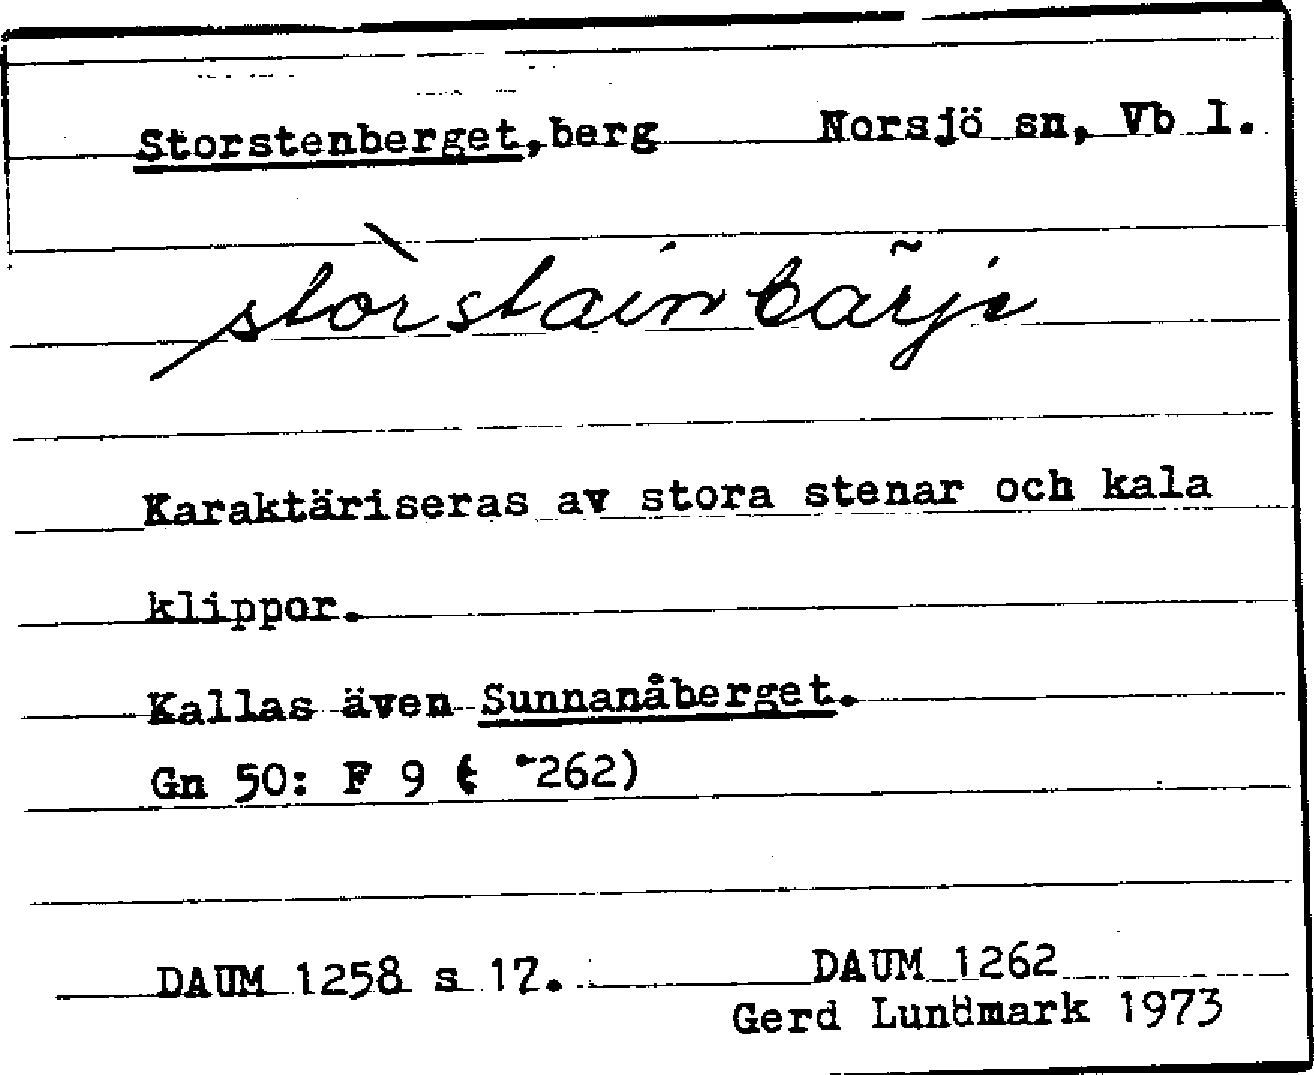 Storstenberget, berg Norsjö sn, Vb l.
stòrstainbärje
Karaktäriseras av stora stenar och kala
klippor.
Kallas även Sunnanåberget.
Gn 50: F 9 ( -262)
DAUM 1258 s 17. DAUM 1262
Gerd Lundmark 1973